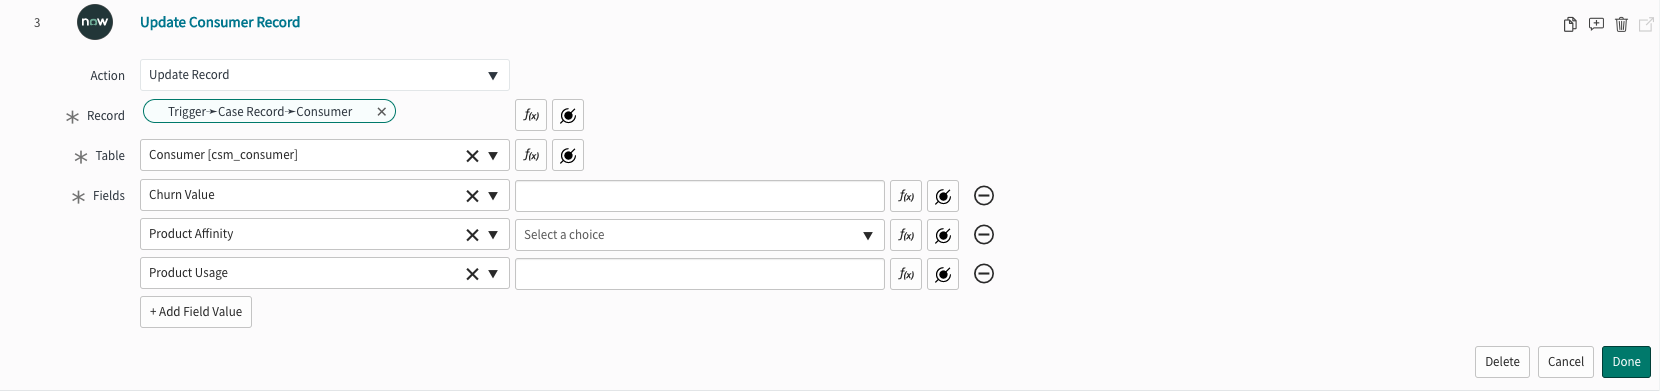 3 now Update Consumer Record
Action Update Record
Record Trigger➛Case Record➛Consumer f(x)
Table Consumer [csm_consumer] f(x)
Fields Churn Value f(x)
Product Affinity Select a choice f(x)
Product Usage f(x)
+ Add Field Value
Delete Cancel Done